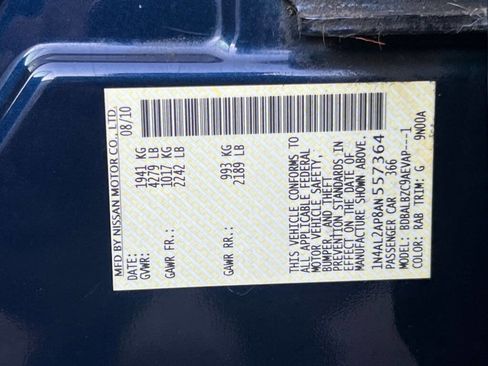 MFD BY NISSAN MOTOR CO., LTD.
08/10
GVWR: 1941 KG
4279 LB
GAWR FR.: 1017 KG
2242 LB
GAWR RR.: 993 KG
2189 LB
THIS VEHICLE CONFORMS TO
ALL APPLICABLE FEDERAL
MOTOR VEHICLE SAFETY,
BUMPER, AND THEFT
PREVENTION STANDARDS IN
EFFECT ON THE DATE OF
MANUFACTURE SHOWN ABOVE.
1N4AL2AP8AN557364
PASSENGER CAR 366
MODEL: BDBALBZC9AEVAP---1
COLOR: RAB TRIM: G 9N00A